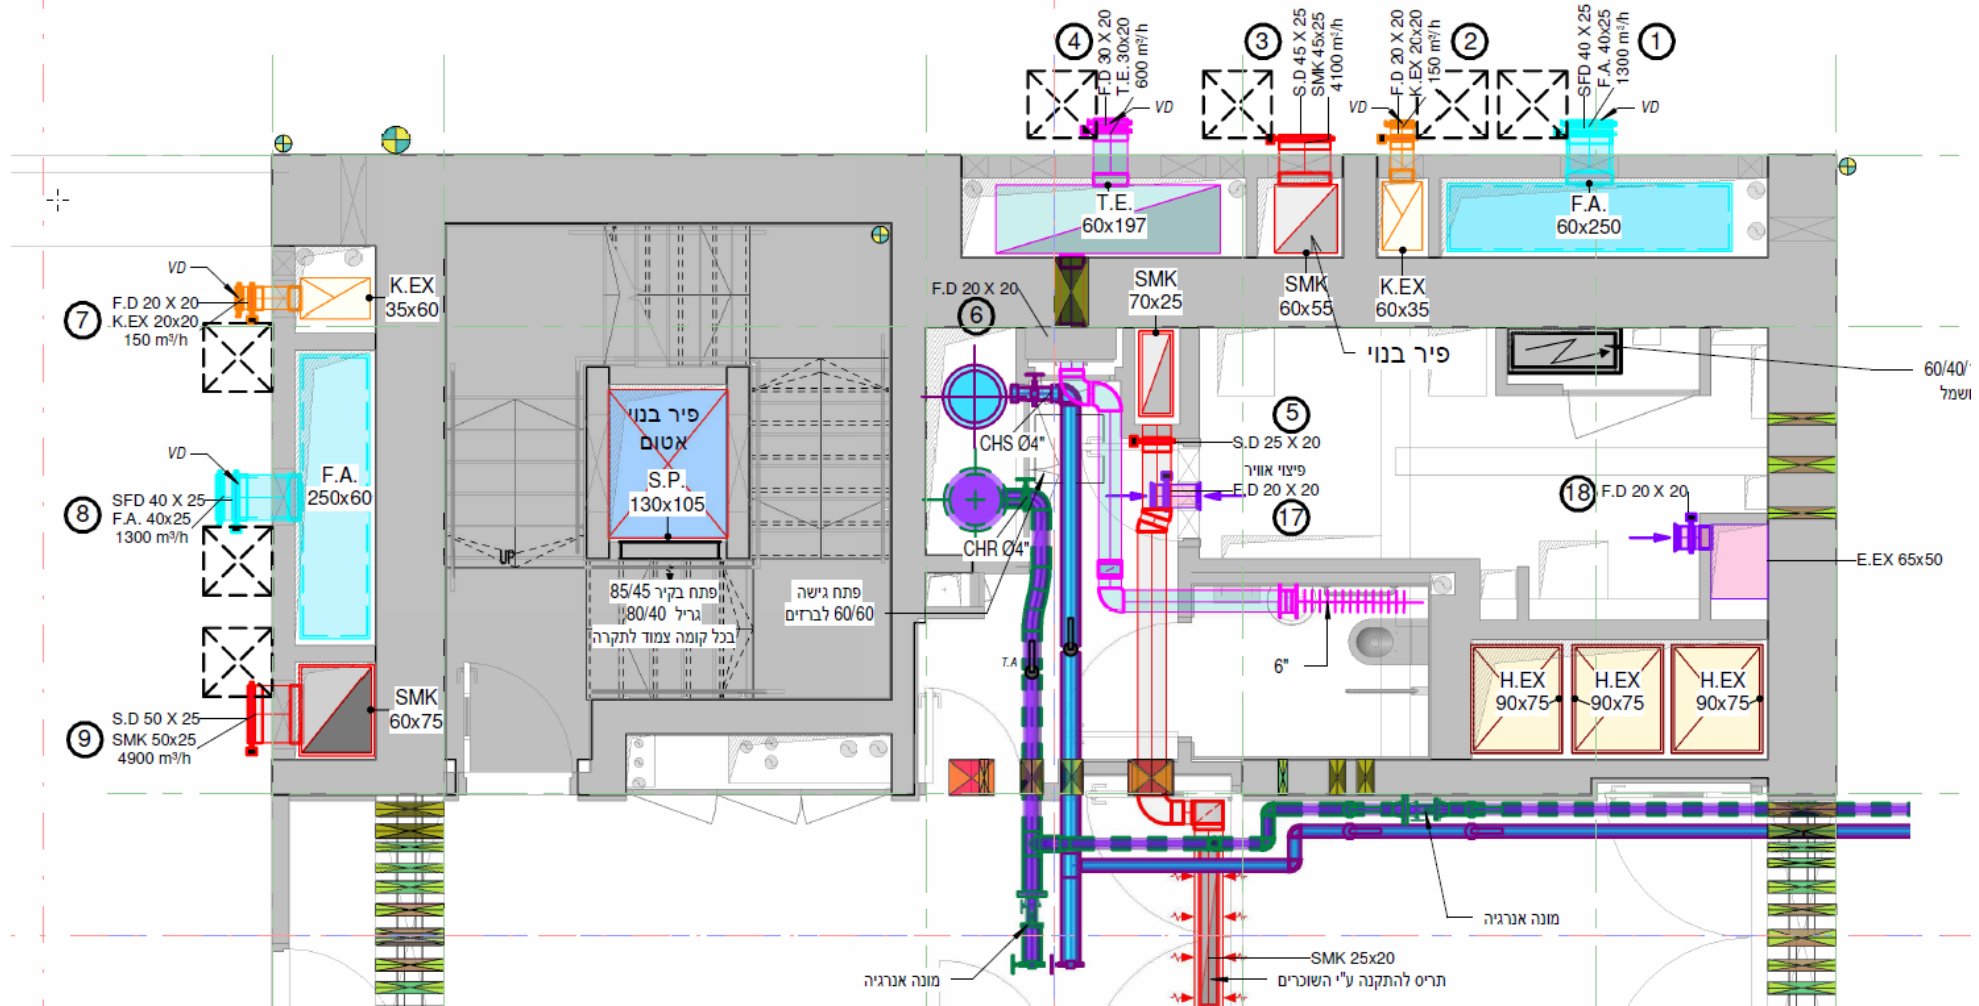 4
F.D 30 X 20
T.E. 30x20
600 m³/h
VD
3
S.D 45 X 25
SMK 45x25
4100 m³/h
2
F.D 20 X 20
K.EX 20x20
150 m³/h
VD
1
SFD 40 X 25
F.A. 40x25
1300 m³/h
VD
T.E.
60x197
SMK
60x55
K.EX
60x35
F.A.
60x250
פיר בנוי
SMK
70x25
F.D 20 X 20
6
VD
F.D 20 X 20
K.EX 20x20
150 m³/h
7
K.EX
35x60
VD
SFD 40 X 25
F.A. 40x25
1300 m³/h
8
F.A.
250x60
S.D 50 X 25
SMK 50x25
4900 m³/h
9
SMK
60x75
פיר בנוי
אטום
S.P.
130x105
UP
פתח בקיר 85/45
גריל 80/40
בכל קומה צמוד לתקרה
פתח גישה
60/60 לברזים
CHS Ø4"
CHR Ø4"
T.A
5
S.D 25 X 20
פיצוי אוויר
F.D 20 X 20
17
18
F.D 20 X 20
E.EX 65x50
60/40/
חשמל
6"
H.EX
90x75
H.EX
90x75
H.EX
90x75
מונה אנרגיה
מונה אנרגיה
SMK 25x20
תריס להתקנה ע"י השוכרים